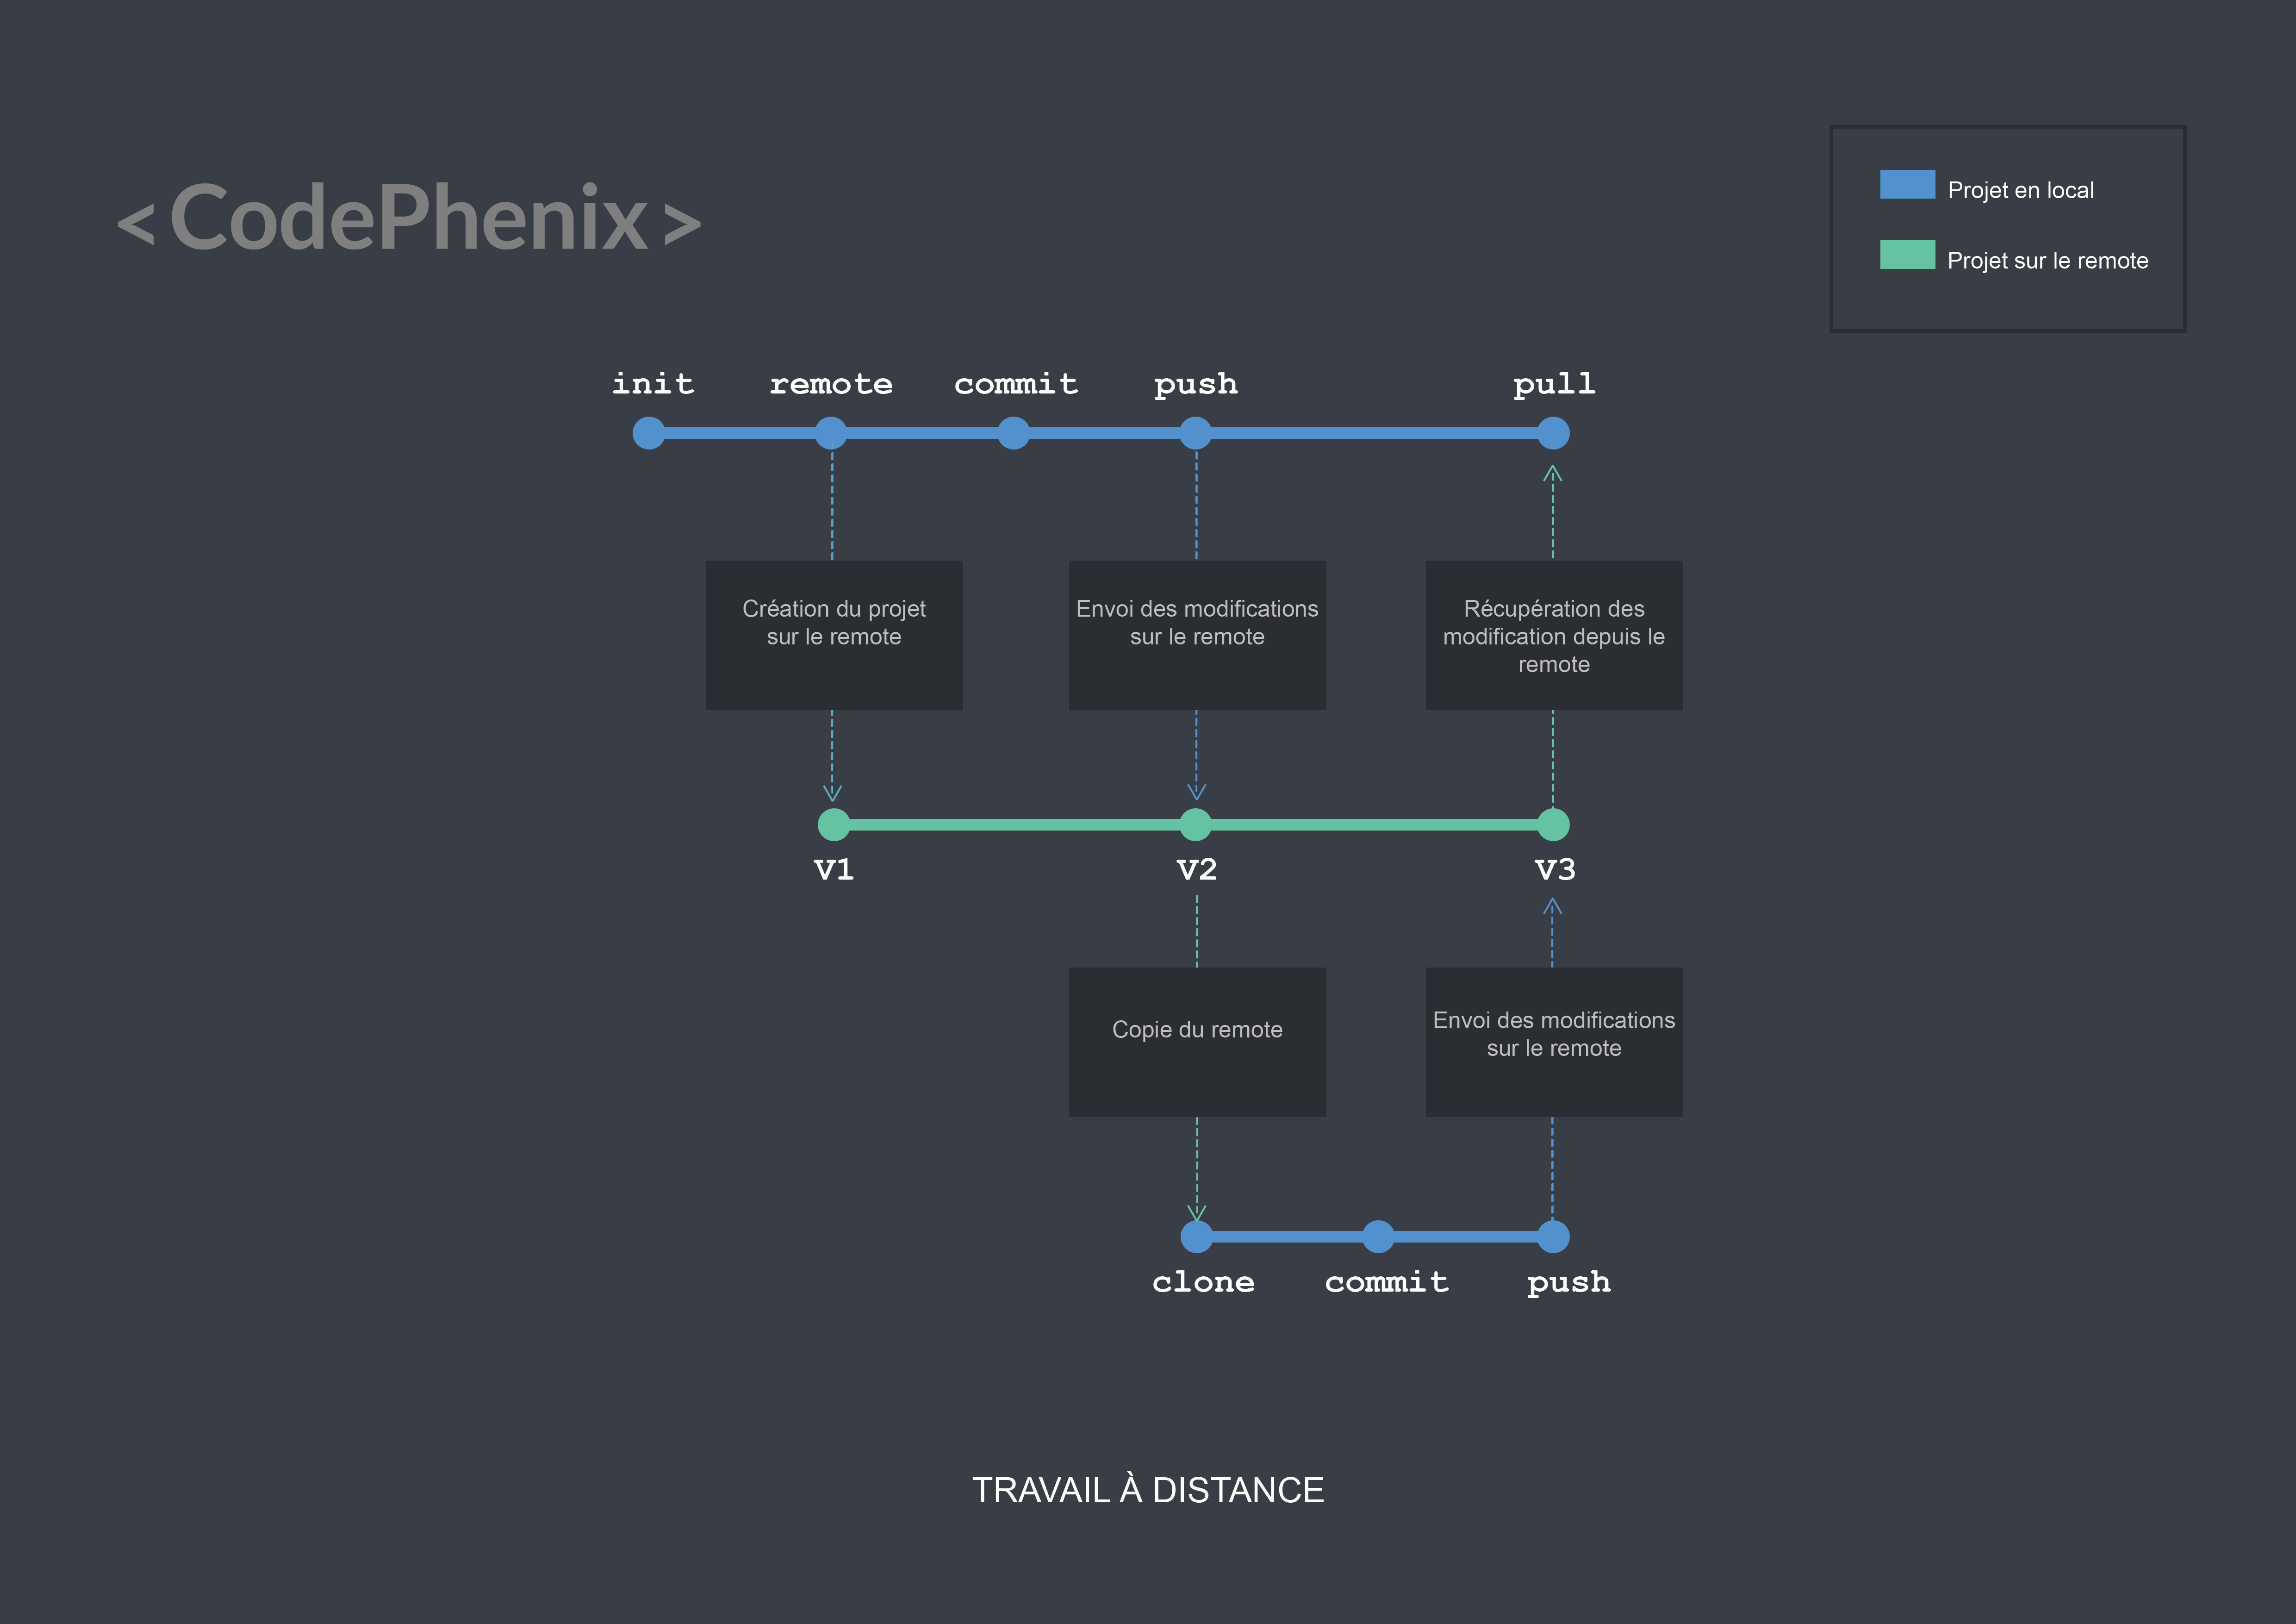 <CodePhenix>
Projet en local
Projet sur le remote
init remote commit push pull
Création du projet
sur le remote
Envoi des modifications
sur le remote
Récupération des
modification depuis le
remote
v1 v2 v3
Copie du remote
Envoi des modifications
sur le remote
clone commit push
TRAVAIL À DISTANCE